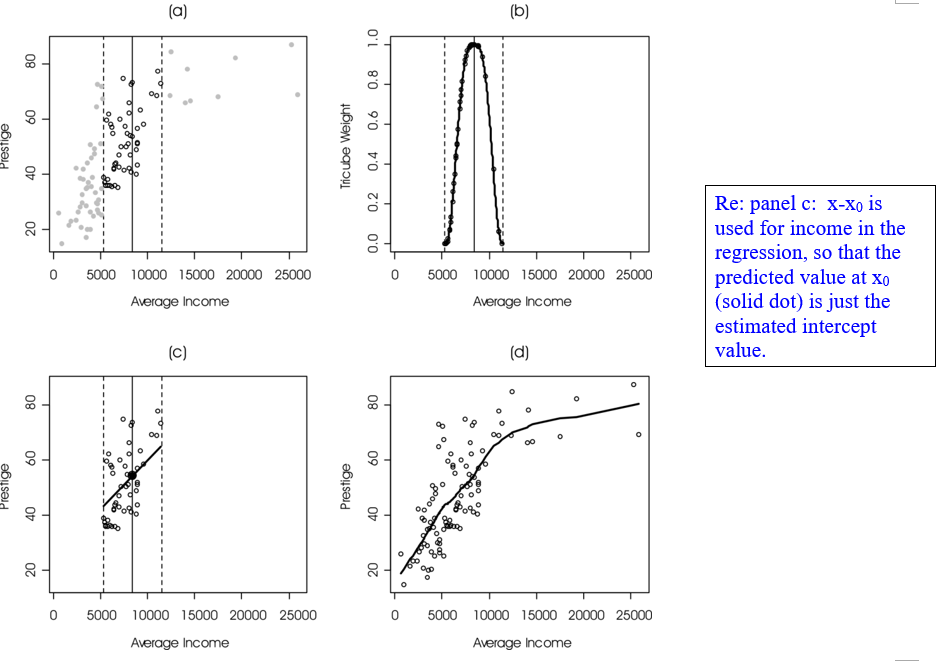 (a)
Prestige
20 40 60 80
0 5000 10000 15000 20000 25000
Average Income
(b)
Tricube Weight
0.0 0.2 0.4 0.6 0.8 1.0
0 5000 10000 15000 20000 25000
Average Income
Re: panel c: x-x₀ is
used for income in the
regression, so that the
predicted value at x₀
(solid dot) is just the
estimated intercept
value.
(c)
Prestige
20 40 60 80
0 5000 10000 15000 20000 25000
Average Income
(d)
Prestige
20 40 60 80
0 5000 10000 15000 20000 25000
Average Income